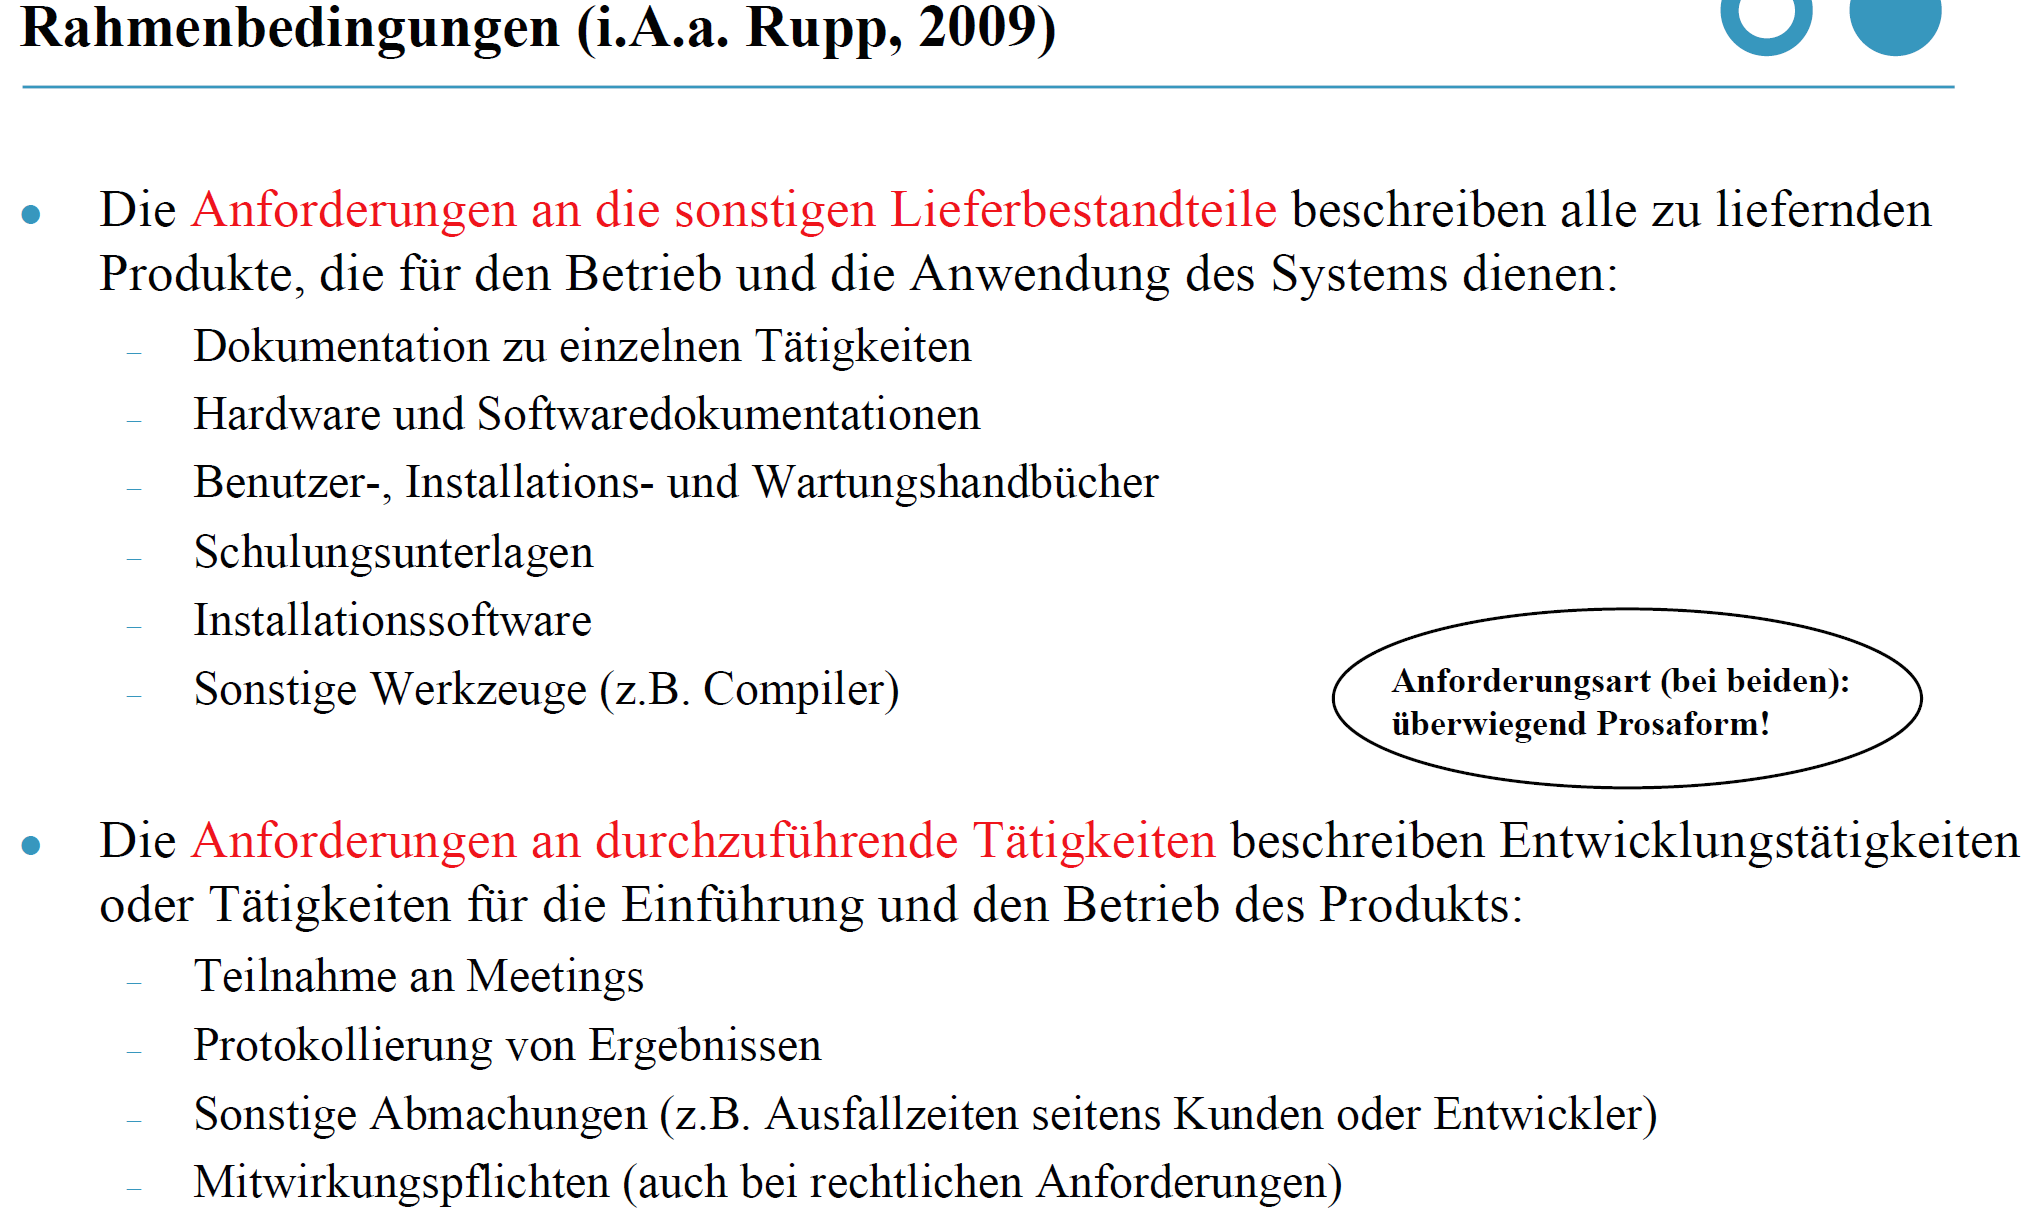 Rahmenbedingungen (i.A.a. Rupp, 2009)
Die Anforderungen an die sonstigen Lieferbestandteile beschreiben alle zu liefernden
Produkte, die für den Betrieb und die Anwendung des Systems dienen:
Dokumentation zu einzelnen Tätigkeiten
Hardware und Softwaredokumentationen
Benutzer-, Installations- und Wartungshandbücher
Schulungsunterlagen
Installationssoftware
Sonstige Werkzeuge (z.B. Compiler)
Anforderungsart (bei beiden):
überwiegend Prosaform!
Die Anforderungen an durchzuführende Tätigkeiten beschreiben Entwicklungstätigkeiten
oder Tätigkeiten für die Einführung und den Betrieb des Produkts:
Teilnahme an Meetings
Protokollierung von Ergebnissen
Sonstige Abmachungen (z.B. Ausfallzeiten seitens Kunden oder Entwickler)
Mitwirkungspflichten (auch bei rechtlichen Anforderungen)